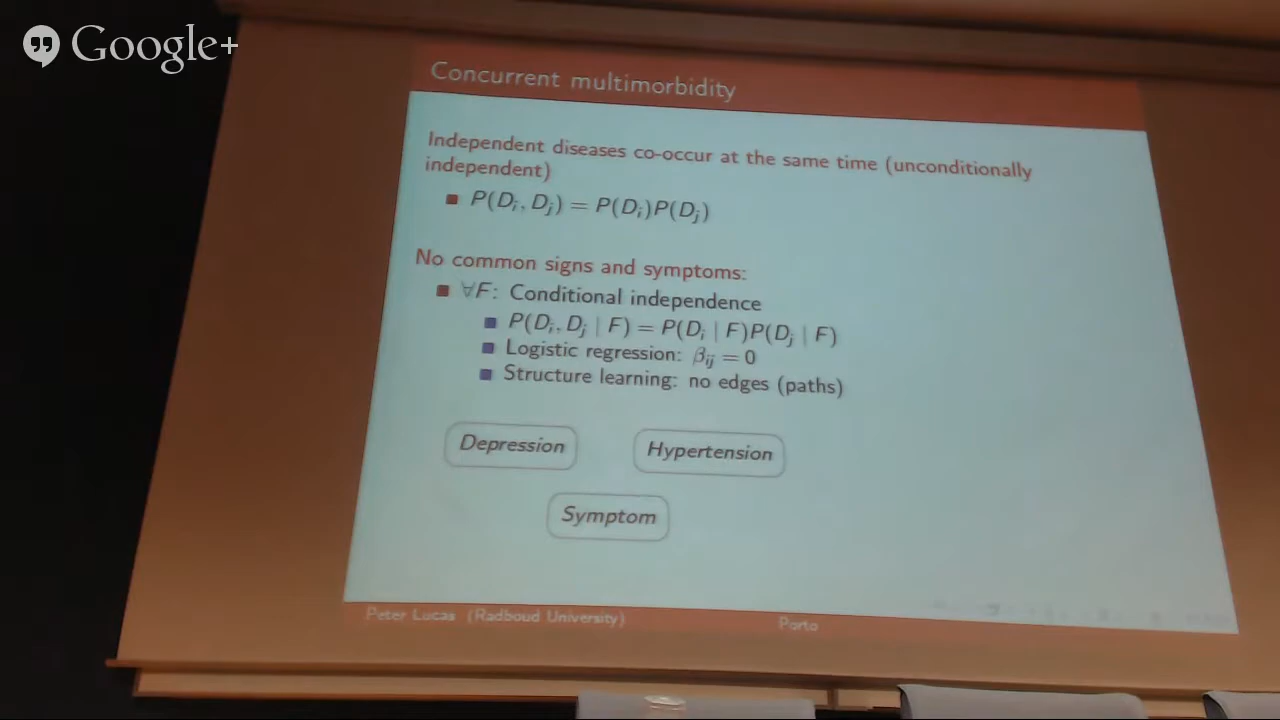 Google+
Concurrent multimorbidity
Independent diseases co-occur at the same time (unconditionally
independent)
P(Di, Dj) = P(Di)P(Dj)
No common signs and symptoms:
∀F: Conditional independence
P(Di, Dj | F) = P(Di | F)P(Dj | F)
Logistic regression: βij = 0
Structure learning: no edges (paths)
Depression
Hypertension
Symptom
Peter Lucas (Radboud University)
Porto